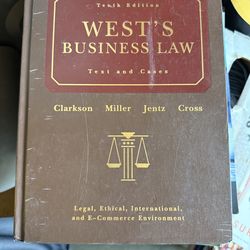 Tenth Edition
WEST'S
BUSINESS LAW
Text and Cases
Clarkson Miller Jentz Cross
Legal, Ethical, International,
and E-Commerce Environment